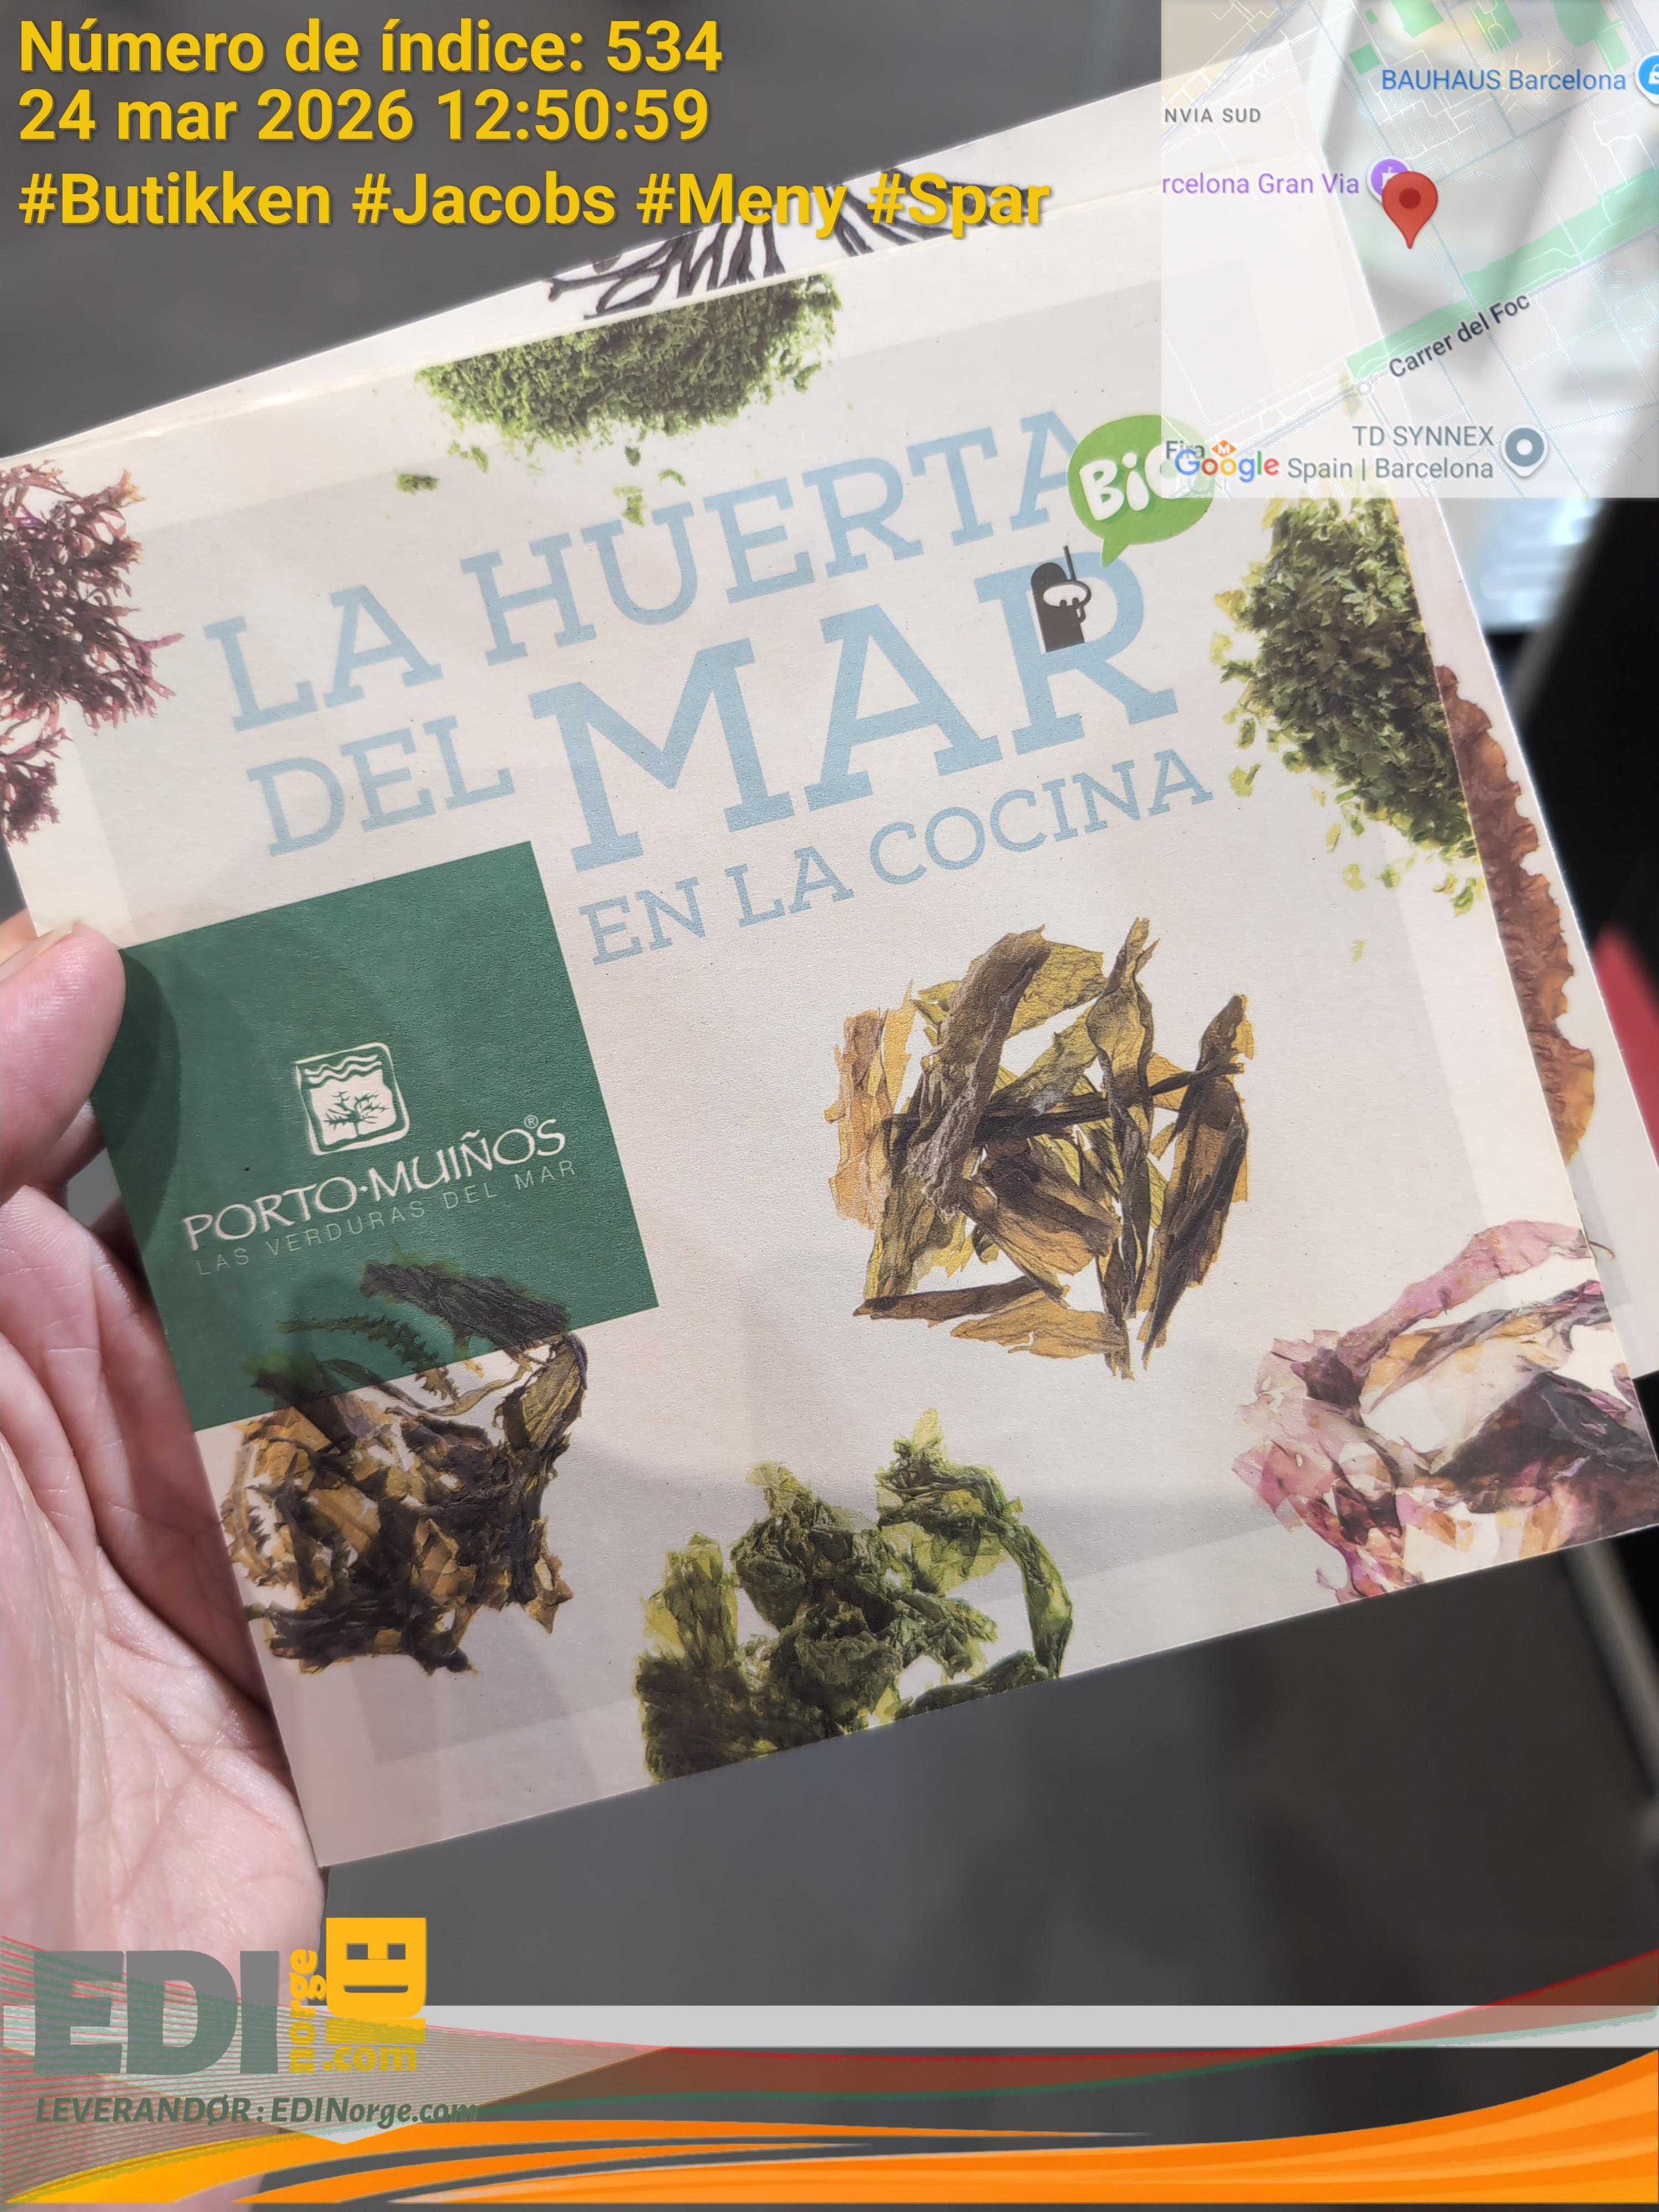 Número de índice: 534
24 mar 2026 12:50:59
#Butikken #Jacobs #Meny #Spar
BAUHAUS Barcelona
NVIA SUD
rcelona Gran Via
Carrer del Foc
Fira
TD SYNNEX
Google Spain | Barcelona
LA HUERTA
BiO
DEL MAR
EN LA COCINA
PORTO·MUIÑOS®
LAS VERDURAS DEL MAR
EDI
norge
.com
LEVERANDØR: EDINorge.com